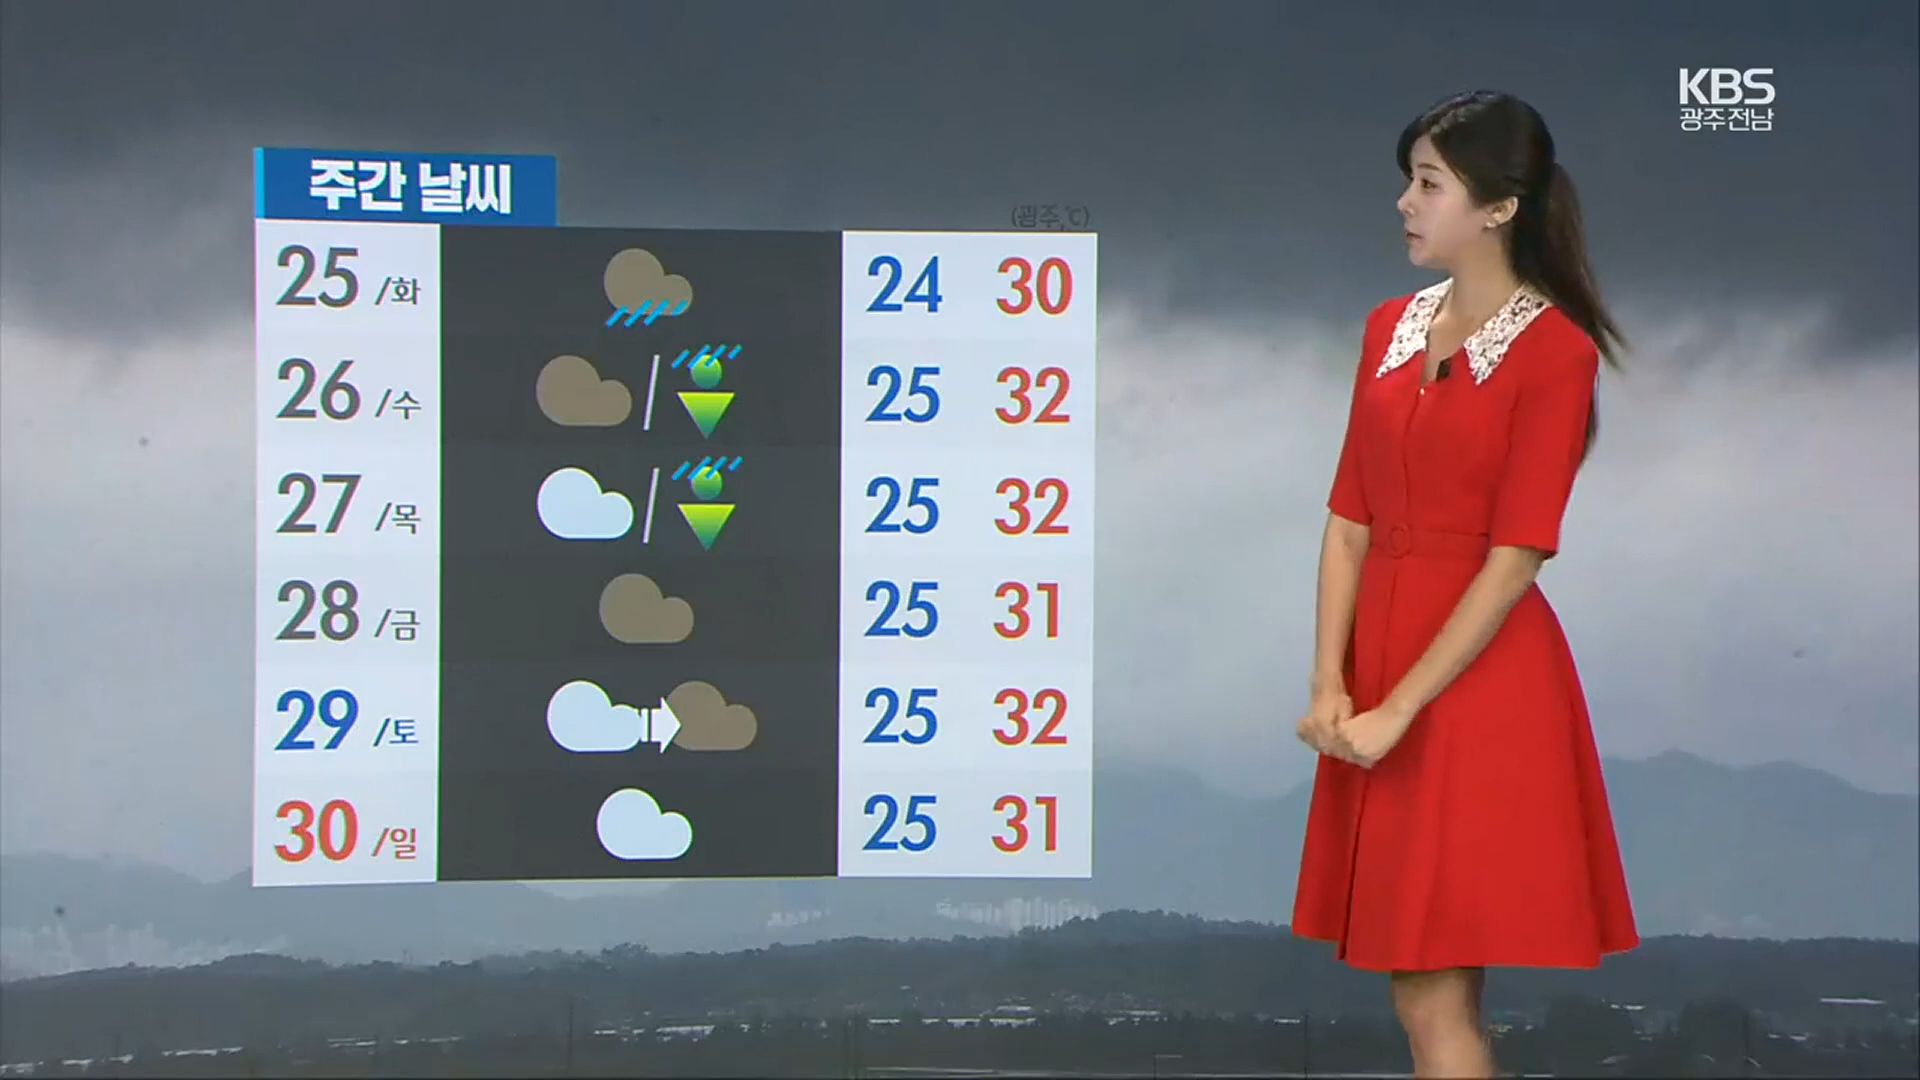 KBS
광주전남
주간 날씨
(광주,℃)
25 /화 24 30
26 /수 25 32
27 /목 25 32
28 /금 25 31
29 /토 25 32
30 /일 25 31